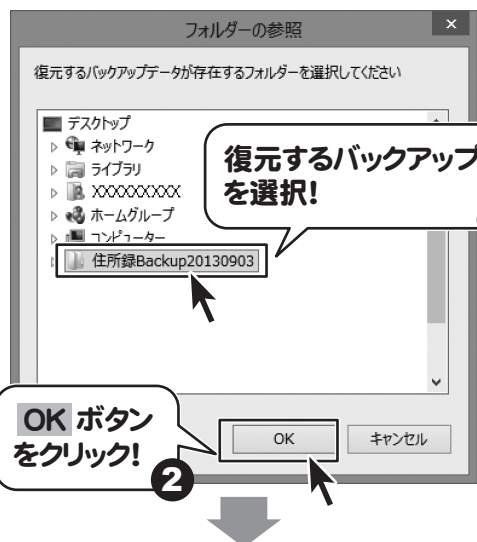 フォルダーの参照
復元するバックアップデータが存在するフォルダーを選択してください
デスクトップ
ネットワーク
ライブラリ
XXXXXXXXXX
ホームグループ
コンピューター
住所録Backup20130903
復元するバックアップ
を選択!
OK ボタン
をクリック!
2
OK
キャンセル